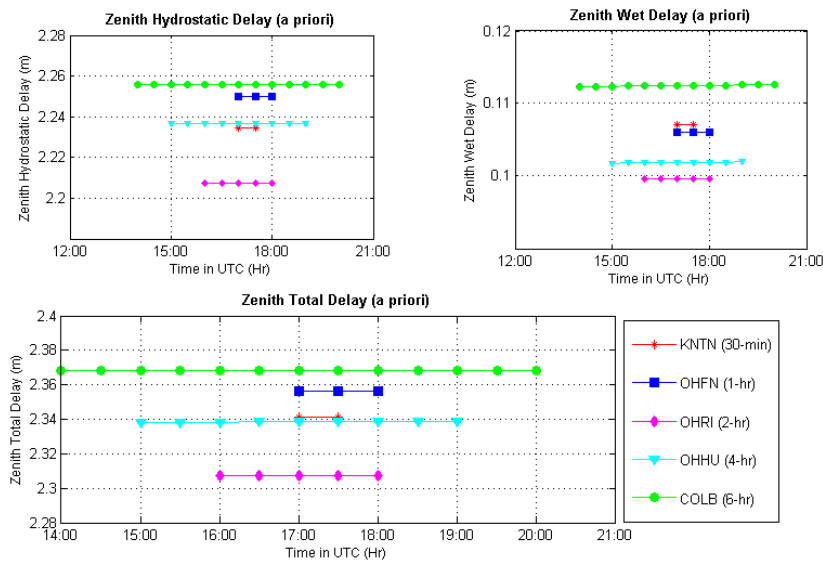 Zenith Hydrostatic Delay (a priori)
Zenith Hydrostatic Delay (m)
2.28
2.26
2.24
2.22
2.2
12:00 15:00 18:00 21:00
Time in UTC (Hr)
Zenith Wet Delay (a priori)
Zenith Wet Delay (m)
0.12
0.11
0.1
12:00 15:00 18:00 21:00
Time in UTC (Hr)
Zenith Total Delay (a priori)
Zenith Total Delay (m)
2.4
2.38
2.36
2.34
2.32
2.3
2.28
14:00 15:00 16:00 17:00 18:00 19:00 20:00 21:00
Time in UTC (Hr)
KNTN (30-min)
OHFN (1-hr)
OHRI (2-hr)
OHHU (4-hr)
COLB (6-hr)